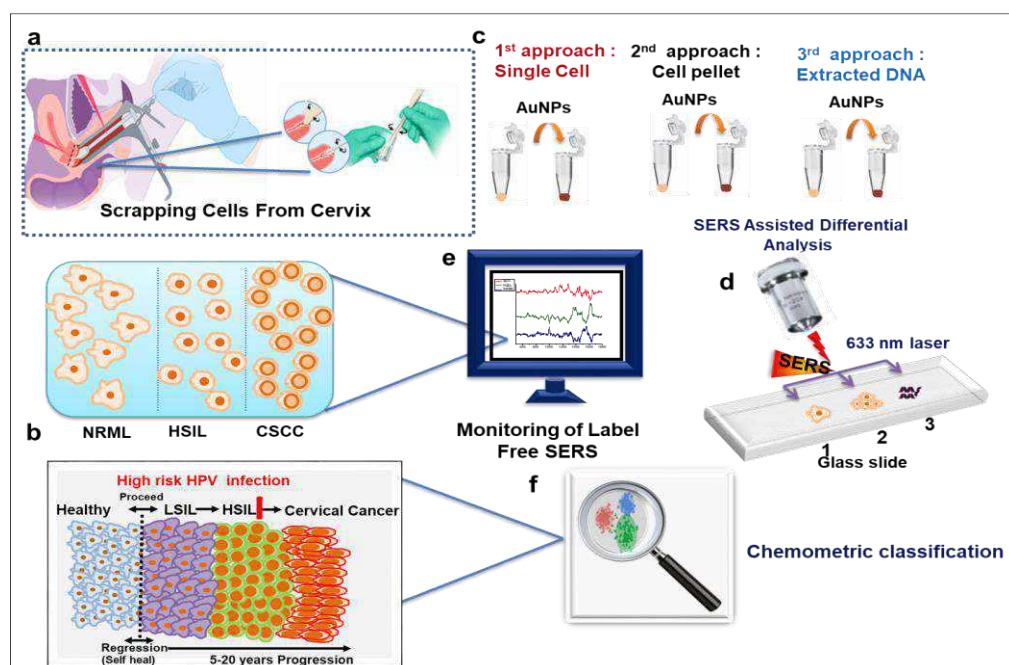 a
Scrapping Cells From Cervix
c
1st approach :
Single Cell
AuNPs
2nd approach :
Cell pellet
AuNPs
3rd approach :
Extracted DNA
AuNPs
SERS Assisted Differential
Analysis
d
633 nm laser
SERS
1
2
3
Glass slide
NRML
HSIL
CSCC
e
Monitoring of Label
Free SERS
b
High risk HPV infection
Healthy
Proceed
LSIL
HSIL
Cervical Cancer
Regression
(Self heal)
5-20 years Progression
f
Chemometric classification